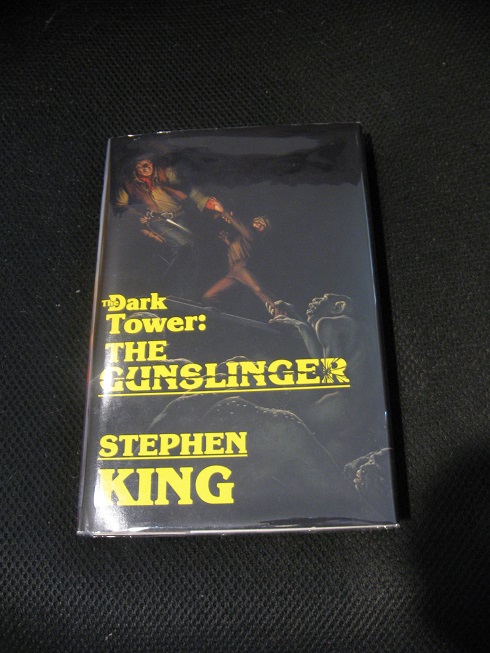 The Dark
Tower:
THE
GUNSLINGER
STEPHEN
KING